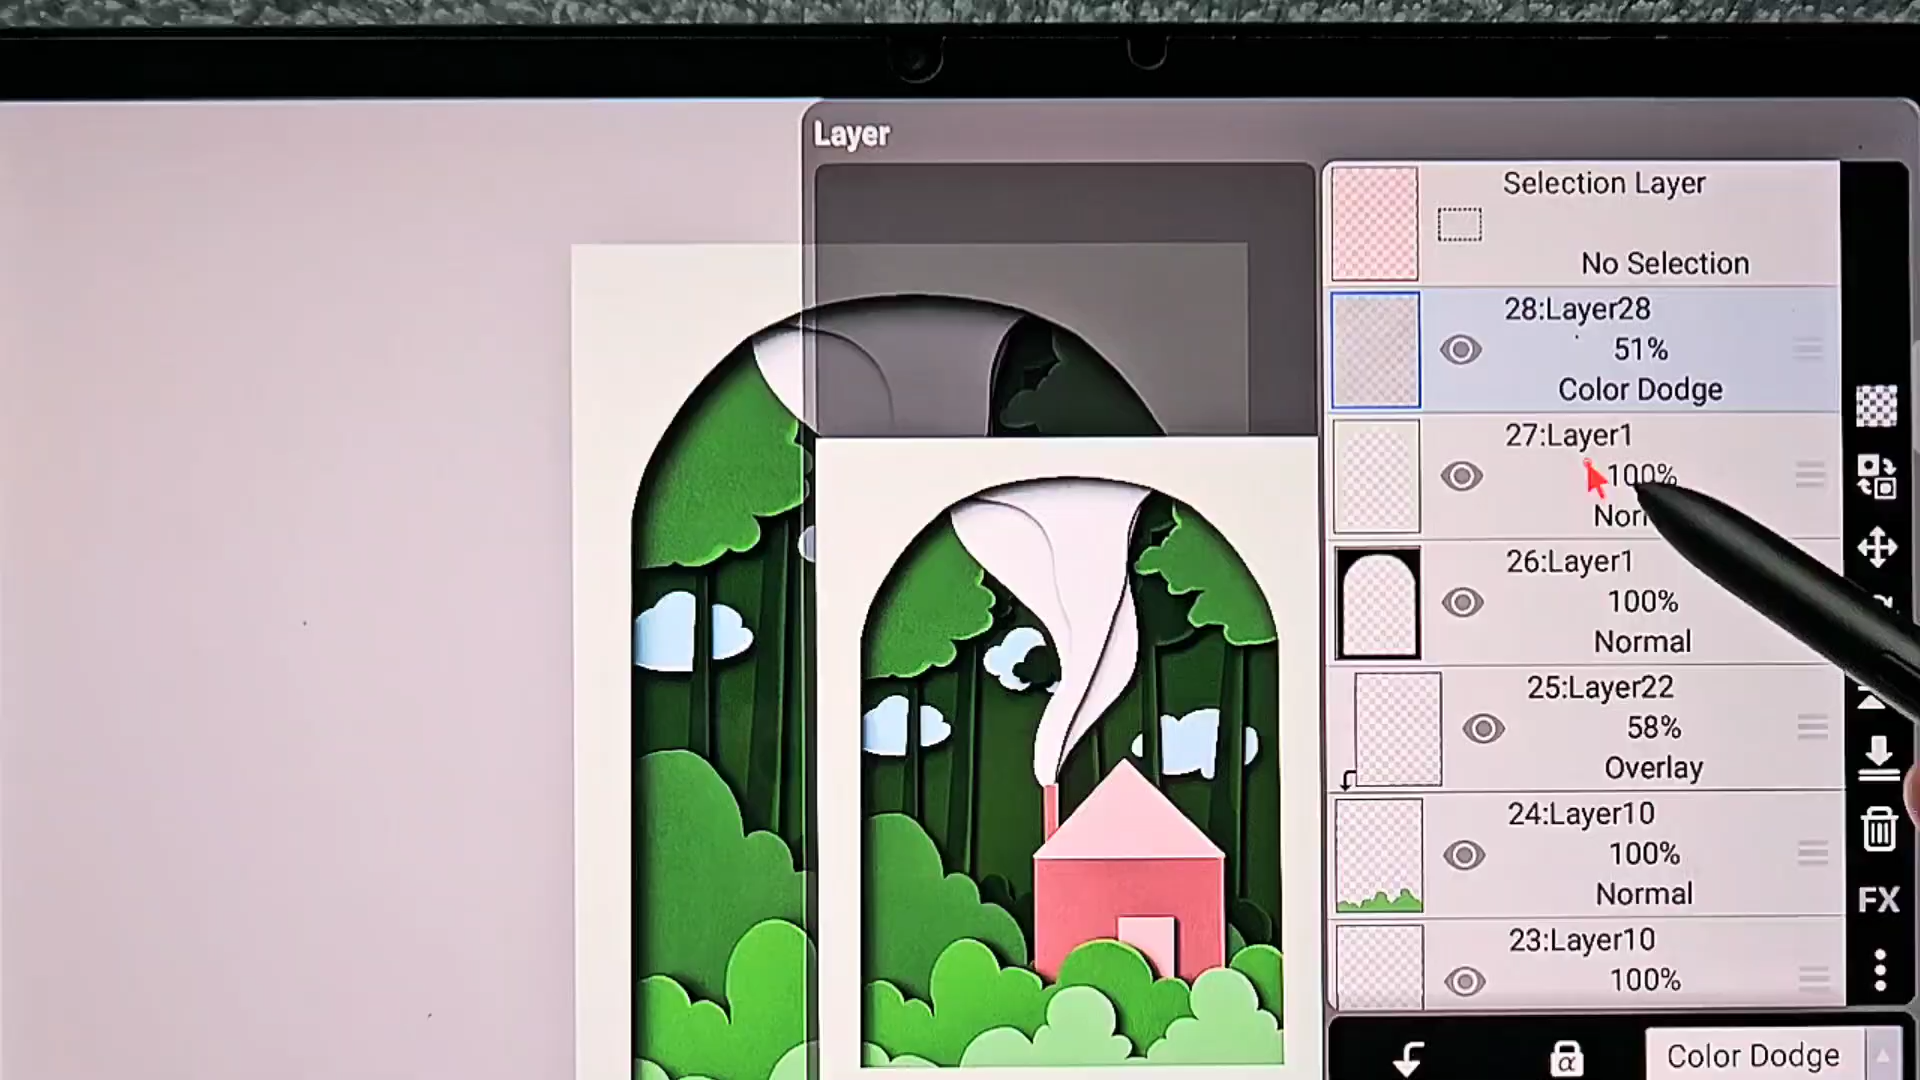 Layer
Selection Layer
No Selection
28:Layer28
51%
Color Dodge
27:Layer1
100%
26:Layer1
100%
Normal
25:Layer22
58%
Overlay
24:Layer10
100%
Normal
23:Layer10
100%
FX
α
Color Dodge